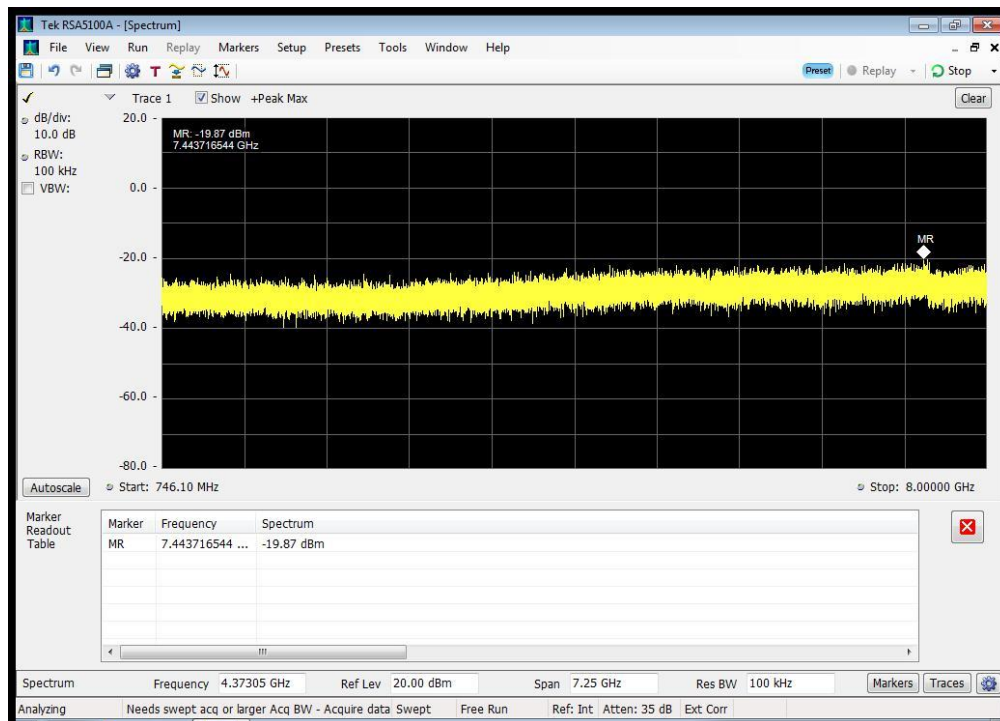 Tek RSA5100A - [Spectrum]
File View Run Replay Markers Setup Presets Tools Window Help
T Preset Replay Stop
Trace 1 Show +Peak Max Clear
dB/div:
10.0 dB
RBW:
100 kHz
VBW:
20.0
0.0
-20.0
-40.0
-60.0
-80.0
MR: -19.87 dBm
7.443716544 GHz
MR
Autoscale Start: 746.10 MHz Stop: 8.00000 GHz
Marker
Readout
Table
Marker Frequency Spectrum
MR 7.443716544 ... -19.87 dBm
Spectrum Frequency 4.37305 GHz Ref Lev 20.00 dBm Span 7.25 GHz Res BW 100 kHz Markers Traces
Analyzing Needs swept acq or larger Acq BW - Acquire data Swept Free Run Ref: Int Atten: 35 dB Ext Corr